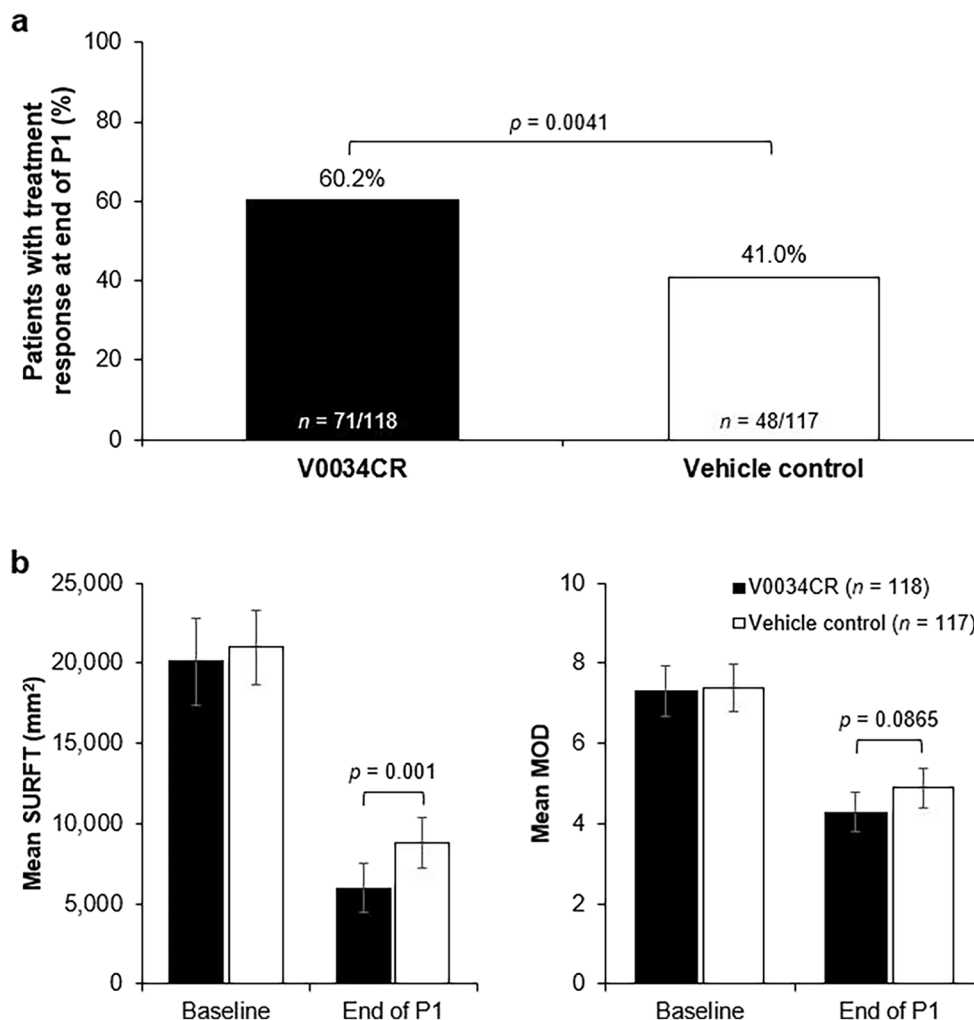 a
Patients with treatment
response at end of P1 (%)
100
80
60
40
20
0
p = 0.0041
60.2%
41.0%
n = 71/118
n = 48/117
V0034CR
Vehicle control
b
Mean SURFT (mm²)
25,000
20,000
15,000
10,000
5,000
0
p = 0.001
Baseline
End of P1
Mean MOD
10
8
6
4
2
0
V0034CR (n = 118)
Vehicle control (n = 117)
p = 0.0865
Baseline
End of P1